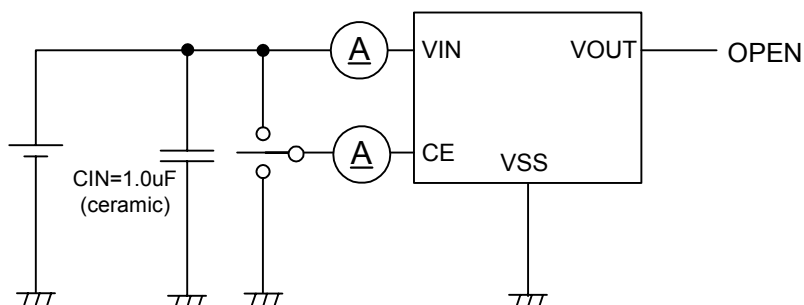 A
VIN
VOUT
OPEN
A
CE
VSS
CIN=1.0uF
(ceramic)